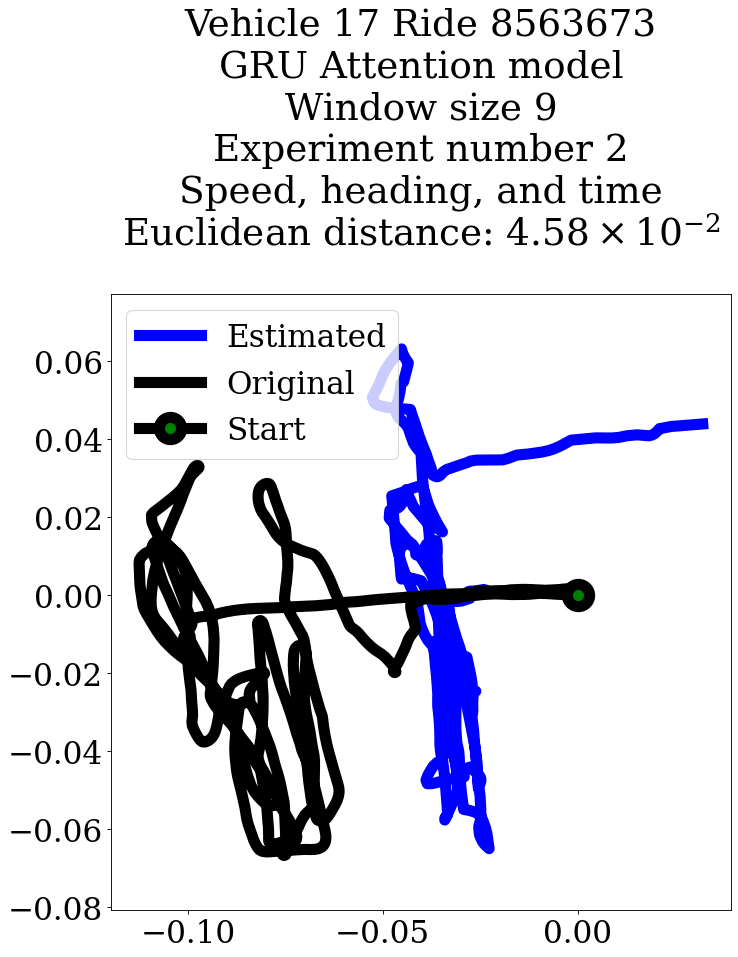 Vehicle 17 Ride 8563673
GRU Attention model
Window size 9
Experiment number 2
Speed, heading, and time
Euclidean distance: 4.58 × 10⁻²
Estimated
Original
Start
0.06
0.04
0.02
0.00
−0.02
−0.04
−0.06
−0.08
−0.10
−0.05
0.00